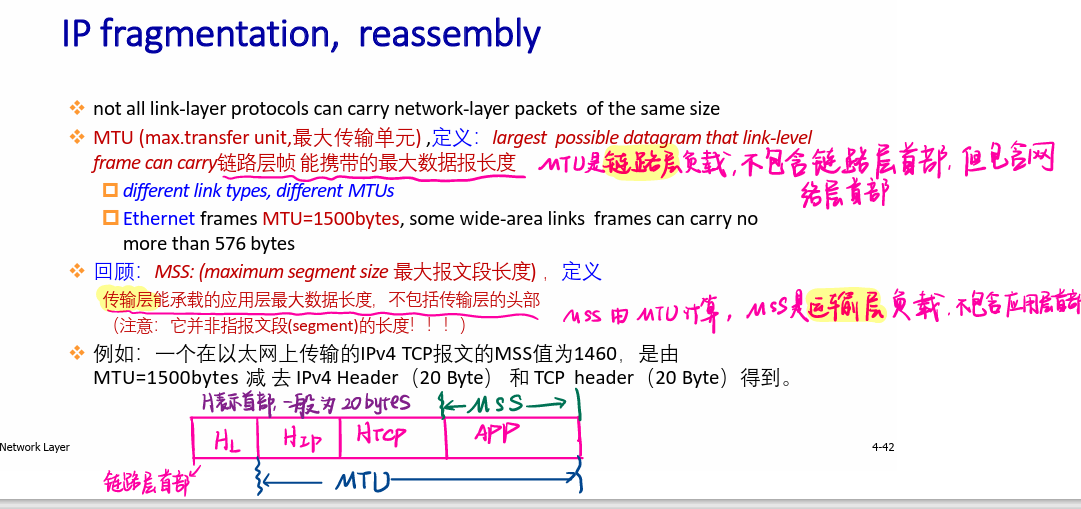 IP fragmentation, reassembly
❖ not all link-layer protocols can carry network-layer packets of the same size
❖ MTU (max.transfer unit,最大传输单元) ,定义：largest possible datagram that link-level
frame can carry链路层帧 能携带的最大数据报长度
MTU是链路层负载,不包含链路层首部,但包含网
络层首部
different link types, different MTUs
Ethernet frames MTU=1500bytes, some wide-area links frames can carry no
more than 576 bytes
❖ 回顾：MSS: (maximum segment size 最大报文段长度) ，定义
传输层能承载的应用层最大数据长度，不包括传输层的头部
（注意：它并非指报文段(segment)的长度！！！）
MSS 由 MTU计算, MSS是运输层负载.不包含应用层首部
❖ 例如：一个在以太网上传输的IPv4 TCP报文的MSS值为1460，是由
MTU=1500bytes 减 去 IPv4 Header（20 Byte） 和 TCP header（20 Byte）得到。
H表示首部,一般为20bytes
MSS
HL HIP HTCP APP
Network Layer
4-42
链路层首部
MTU